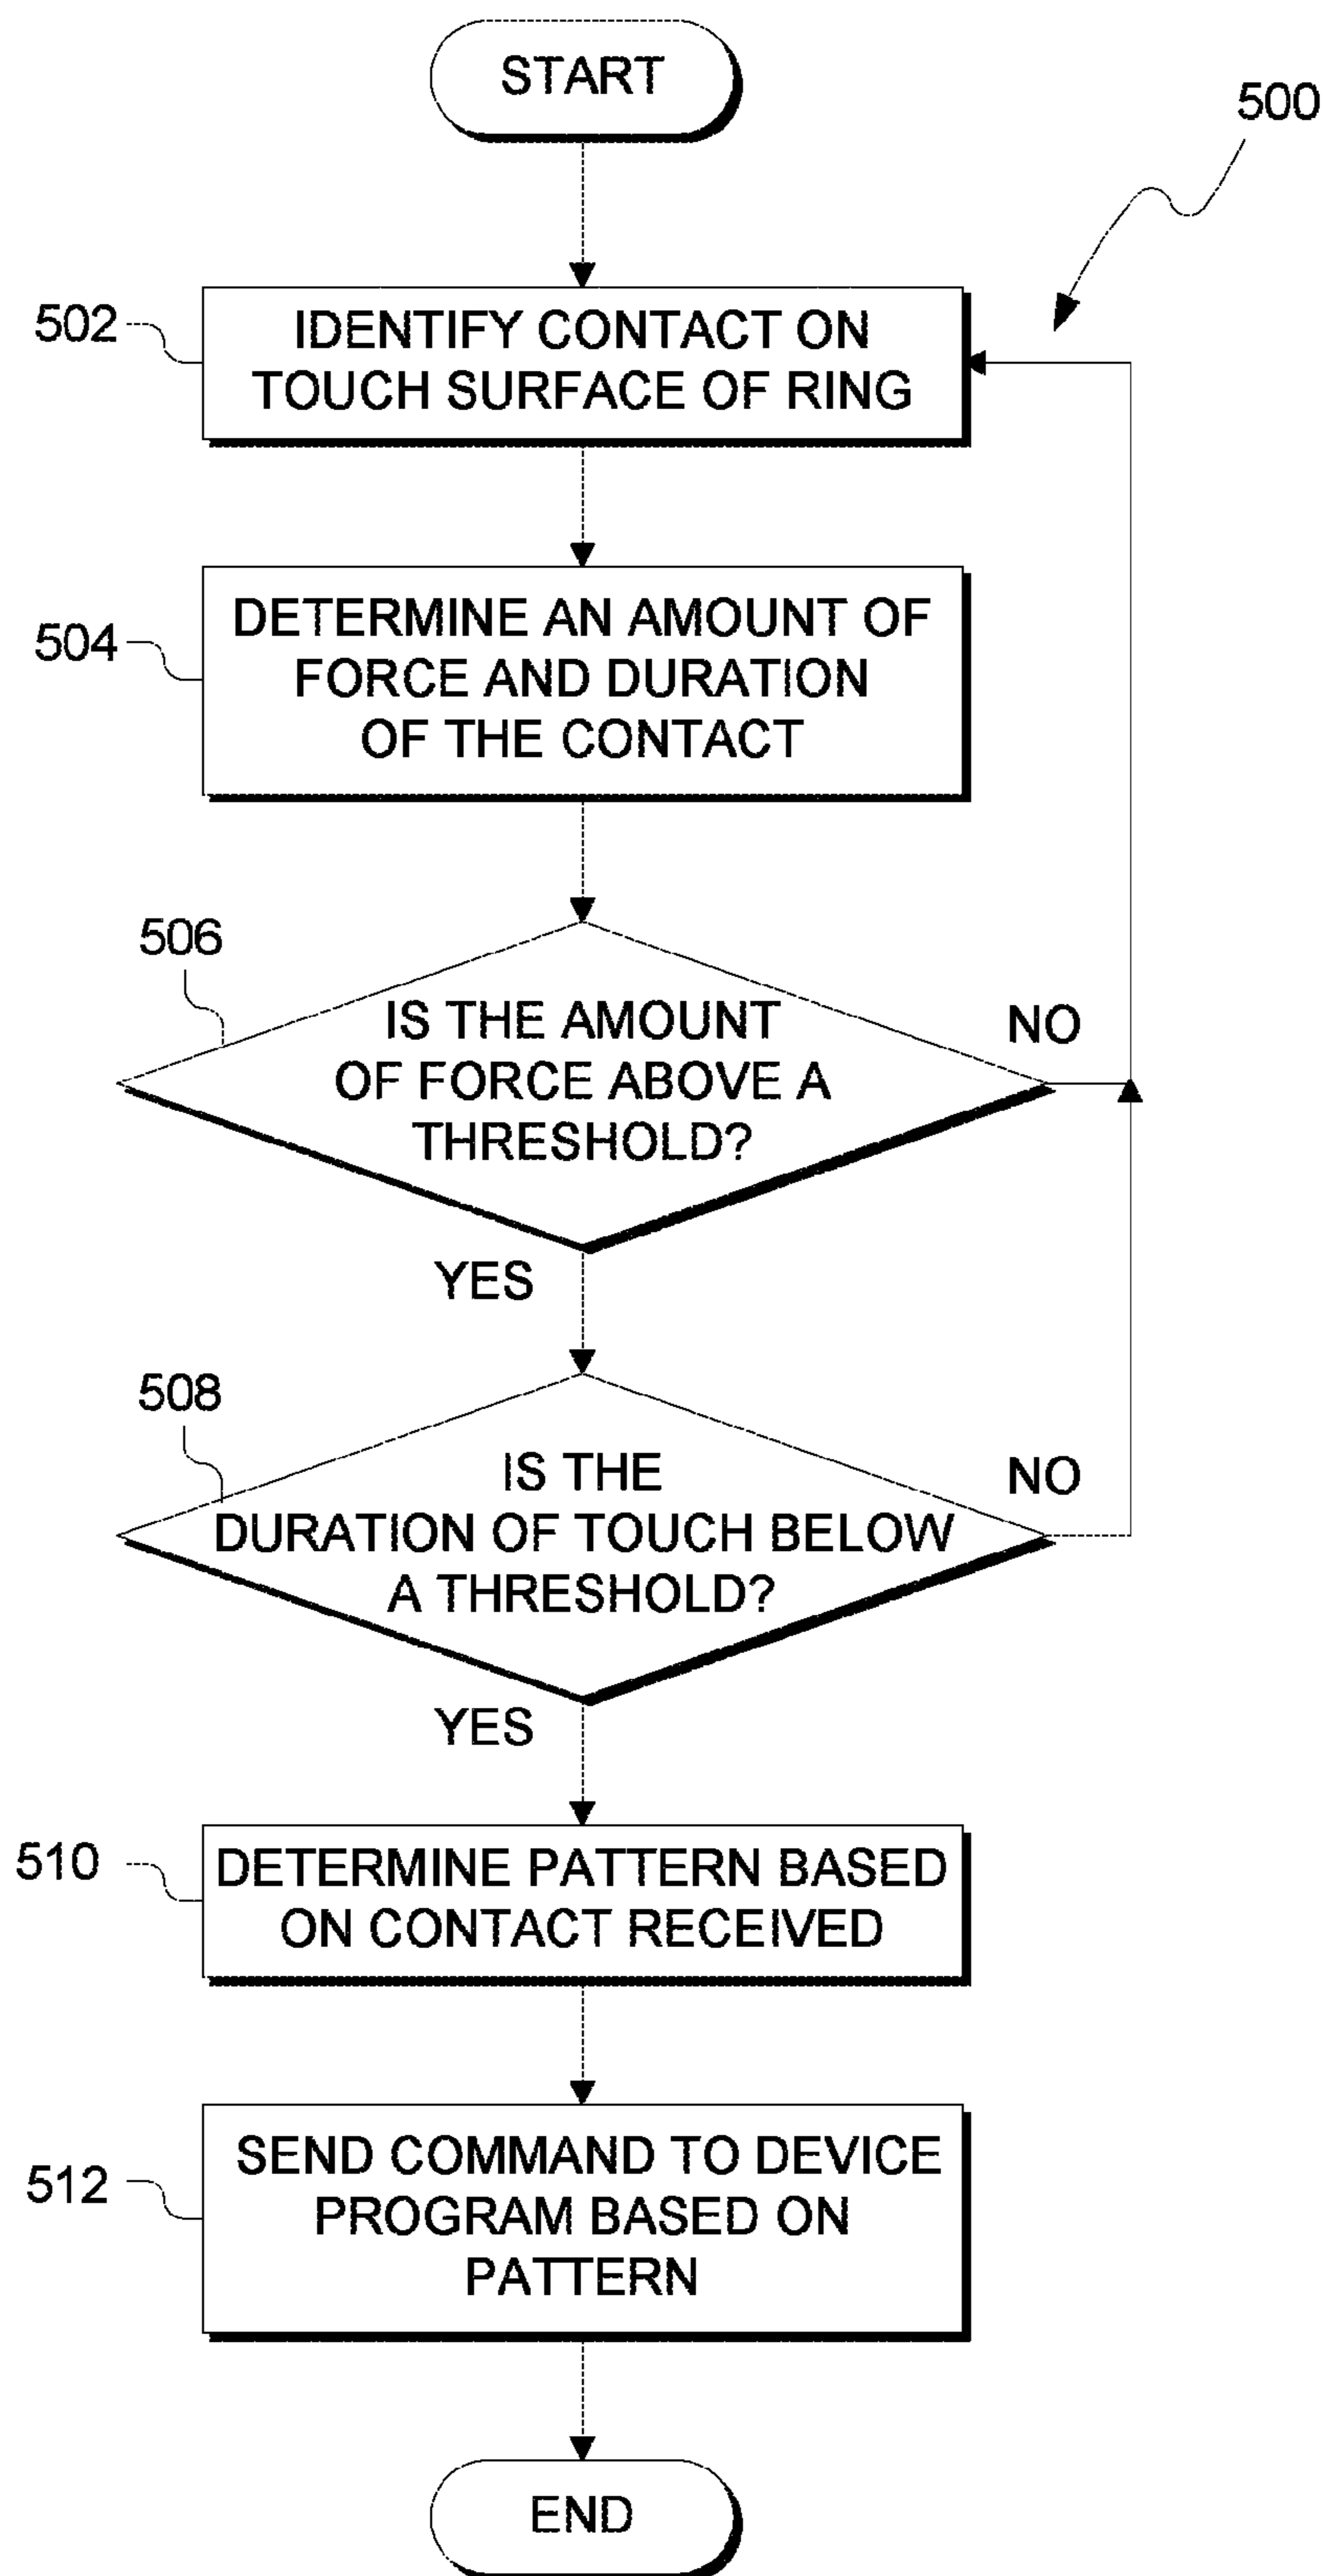 START
500
502
IDENTIFY CONTACT ON
TOUCH SURFACE OF RING
504
DETERMINE AN AMOUNT OF
FORCE AND DURATION
OF THE CONTACT
506
IS THE AMOUNT
OF FORCE ABOVE A
THRESHOLD?
NO
YES
508
IS THE
DURATION OF TOUCH BELOW
A THRESHOLD?
NO
YES
510
DETERMINE PATTERN BASED
ON CONTACT RECEIVED
512
SEND COMMAND TO DEVICE
PROGRAM BASED ON
PATTERN
END